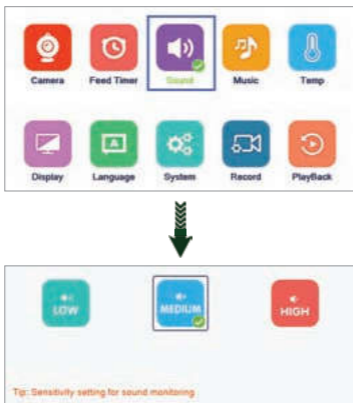 Camera Feed Timer Sound Music Temp
A
Display Language System Record PlayBack
LOW MEDIUM HIGH
Tip: Sensitivity setting for sound monitoring